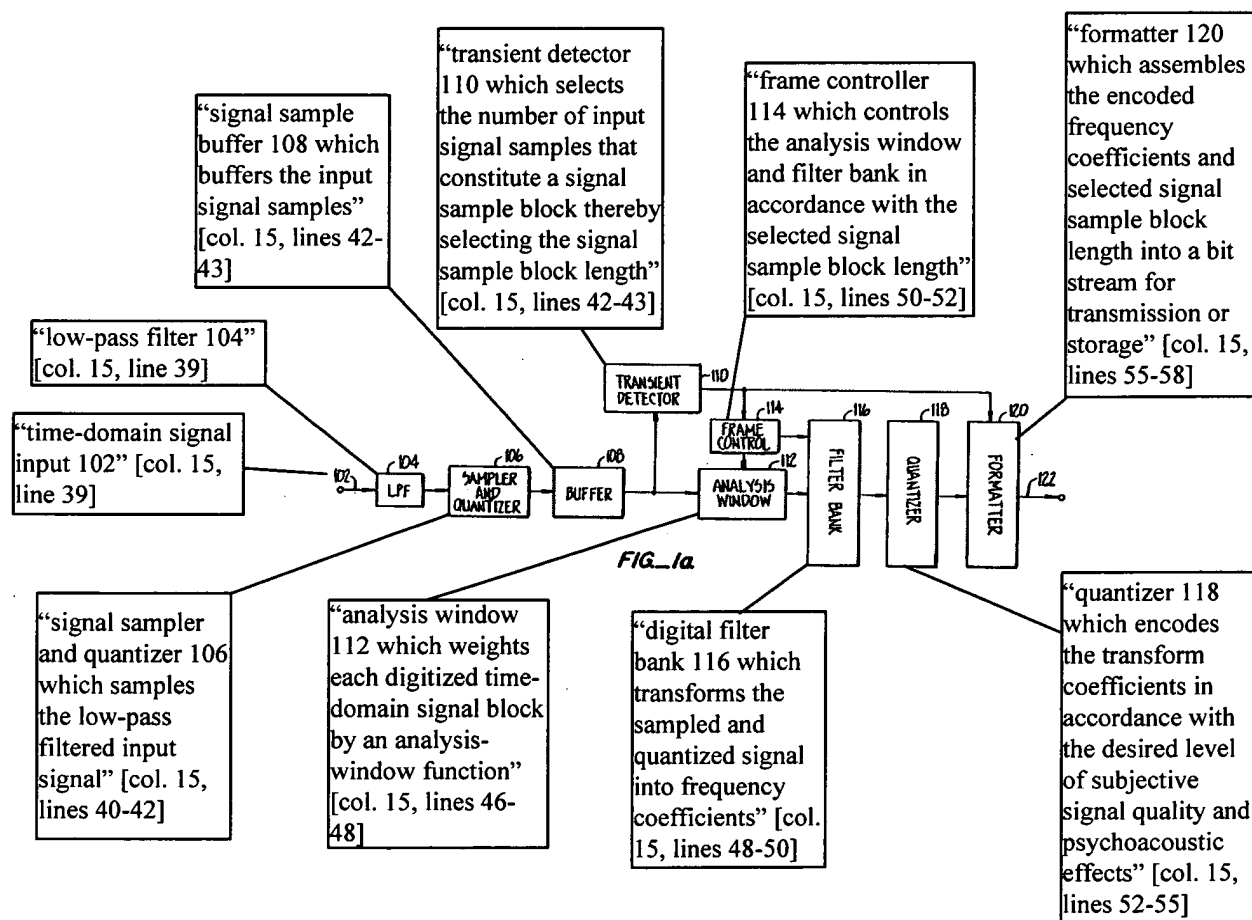 “transient detector
110 which selects
the number of input
signal samples that
constitute a signal
sample block thereby
selecting the signal
sample block length”
[col. 15, lines 42-43]
“frame controller
114 which controls
the analysis window
and filter bank in
accordance with the
selected signal
sample block length”
[col. 15, lines 50-52]
“formatter 120
which assembles
the encoded
frequency
coefficients and
selected signal
sample block
length into a bit
stream for
transmission or
storage” [col. 15,
lines 55-58]
“signal sample
buffer 108 which
buffers the input
signal samples”
[col. 15, lines 42-
43]
“low-pass filter 104”
[col. 15, line 39]
“time-domain signal
input 102” [col. 15,
line 39]
TRANSIENT
DETECTOR
110
FRAME
CONTROL
114
102
LPF
104
SAMPLER
AND
QUANTIZER
106
BUFFER
108
ANALYSIS
WINDOW
112
FILTER BANK
116
QUANTIZER
118
FORMATTER
120
122
FIG_1a
“signal sampler
and quantizer 106
which samples
the low-pass
filtered input
signal” [col. 15,
lines 40-42]
“analysis window
112 which weights
each digitized time-
domain signal block
by an analysis-
window function”
[col. 15, lines 46-
48]
“digital filter
bank 116 which
transforms the
sampled and
quantized signal
into frequency
coefficients” [col.
15, lines 48-50]
“quantizer 118
which encodes
the transform
coefficients in
accordance with
the desired level
of subjective
signal quality and
psychoacoustic
effects” [col. 15,
lines 52-55]